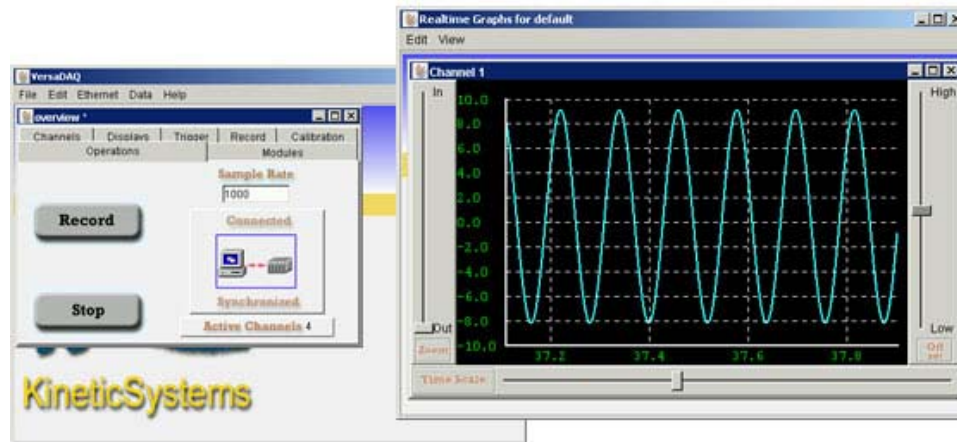 VersaDAQ
File Edit Ethernet Data Help
overview *
Channels Displays Trigger Record Calibration
Operations Modules
Sample Rate
1000
Record
Connected
Synchronized
Stop
Active Channels 4
KineticSystems
Realtime Graphs for default
Edit View
Channel 1
In
Out
Zoom
10.0
8.0
6.0
4.0
2.0
0.0
-2.0
-4.0
-6.0
-8.0
-10.0
37.2 37.4 37.6 37.8
High
Low
Off set
Time Scale